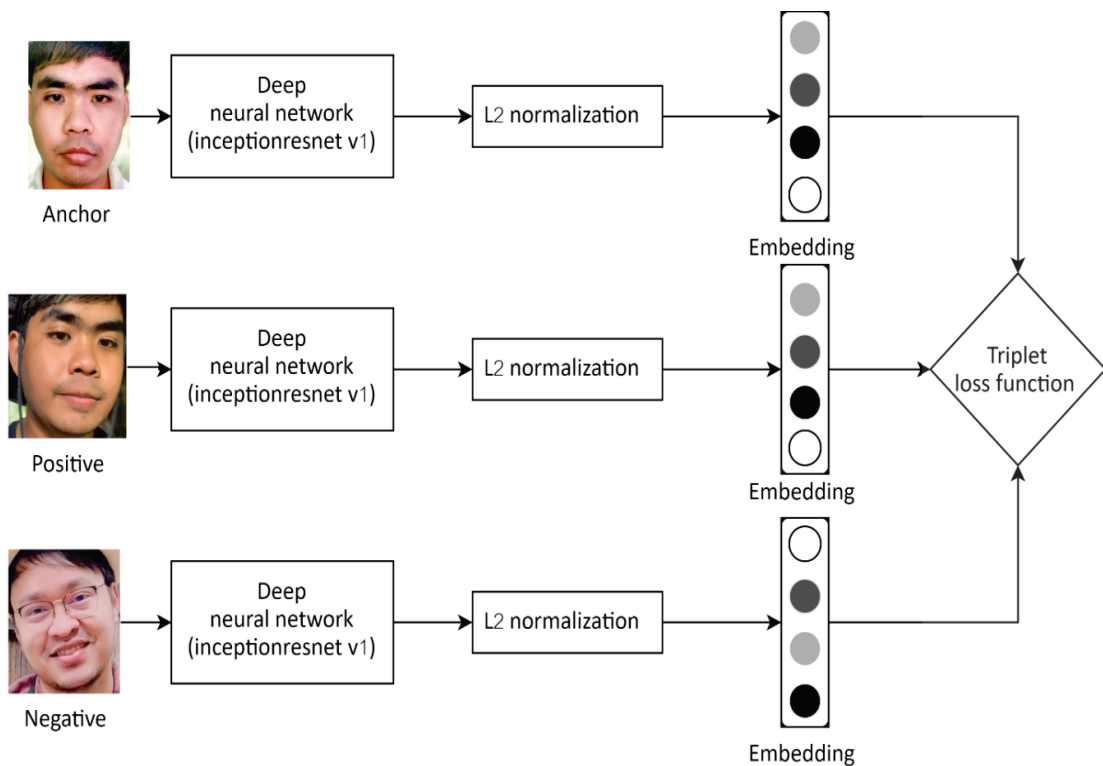 Deep
neural network
(inceptionresnet v1)
L2 normalization
Anchor
Embedding
Deep
neural network
(inceptionresnet v1)
L2 normalization
Triplet
loss function
Positive
Embedding
Deep
neural network
(inceptionresnet v1)
L2 normalization
Negative
Embedding